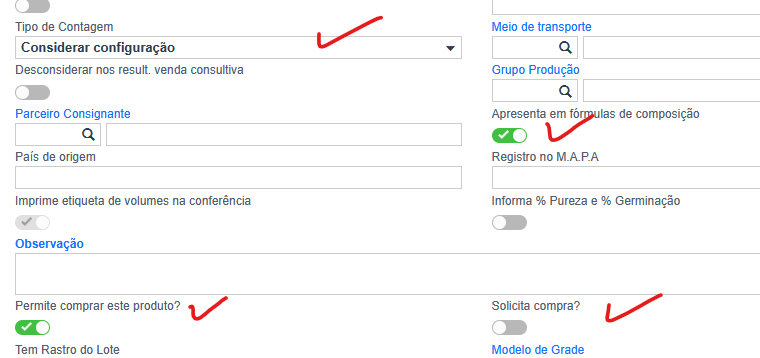 Tipo de Contagem
Meio de transporte
Considerar configuração
Desconsiderar nos result. venda consultiva
Grupo Produção
Parceiro Consignante
Apresenta em fórmulas de composição
País de origem
Registro no M.A.P.A
Imprime etiqueta de volumes na conferência
Informa % Pureza e % Germinação
Observação
Permite comprar este produto?
Solicita compra?
Tem Rastro do Lote
Modelo de Grade